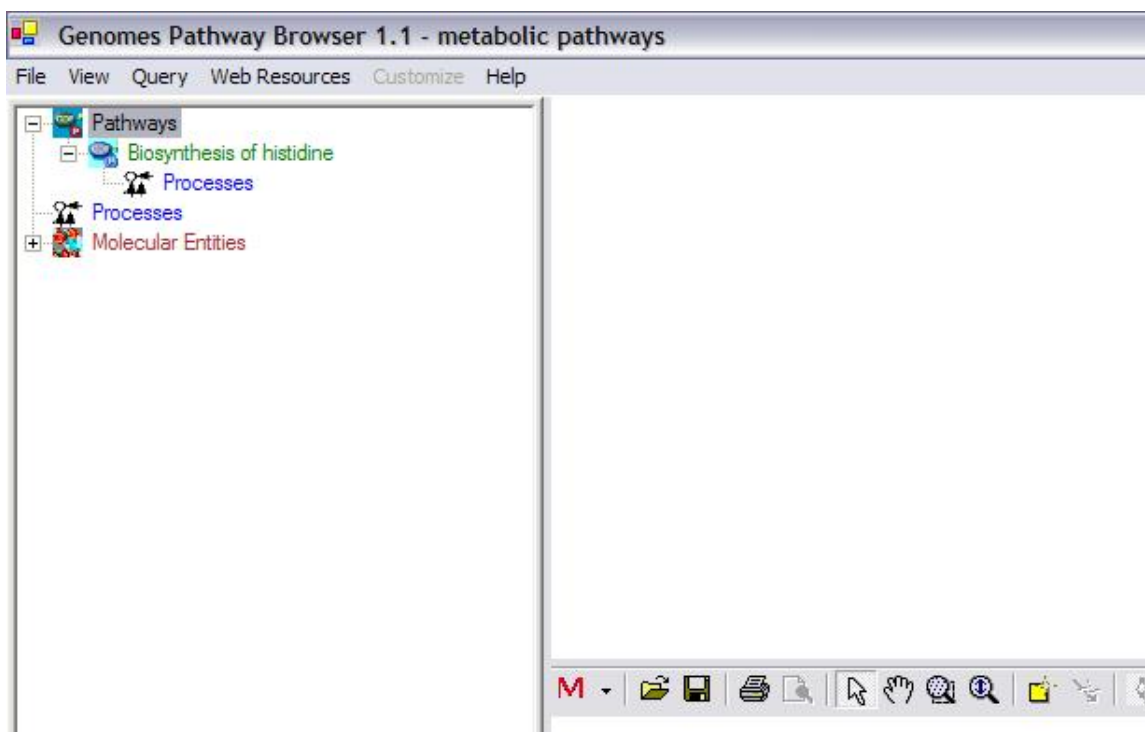 Genomes Pathway Browser 1.1 - metabolic pathways
File View Query Web Resources Customize Help
Pathways
Biosynthesis of histidine
Processes
Processes
Molecular Entities
M